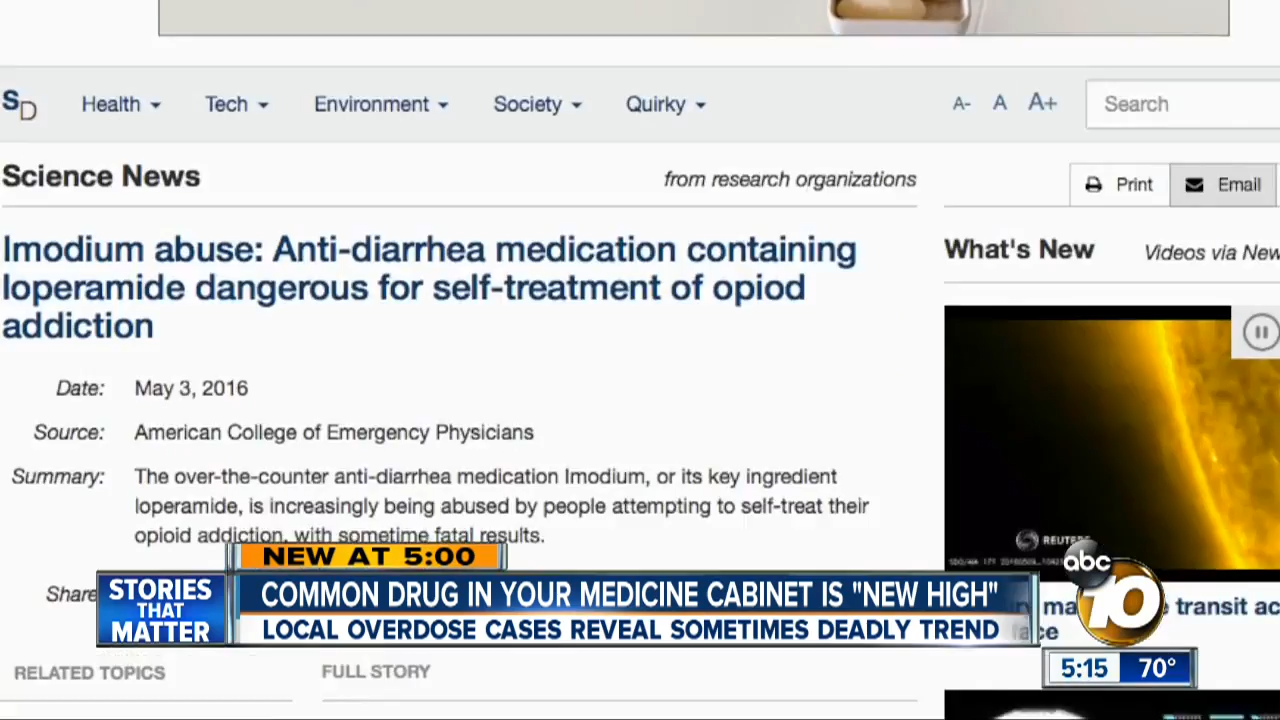 SD
Health
Tech
Environment
Society
Quirky
A-
A
A+
Search
Science News
from research organizations
Print
Email
Imodium abuse: Anti-diarrhea medication containing
loperamide dangerous for self-treatment of opiod
addiction
Date: May 3, 2016
Source: American College of Emergency Physicians
Summary: The over-the-counter anti-diarrhea medication Imodium, or its key ingredient
loperamide, is increasingly being abused by people attempting to self-treat their
opioid addiction, with sometime fatal results.
Share
RELATED TOPICS
FULL STORY
What's New
Videos via New
REUTERS
transit ac
NEW AT 5:00
STORIES
THAT
MATTER
COMMON DRUG IN YOUR MEDICINE CABINET IS "NEW HIGH"
LOCAL OVERDOSE CASES REVEAL SOMETIMES DEADLY TREND
abc
10
5:15
70°